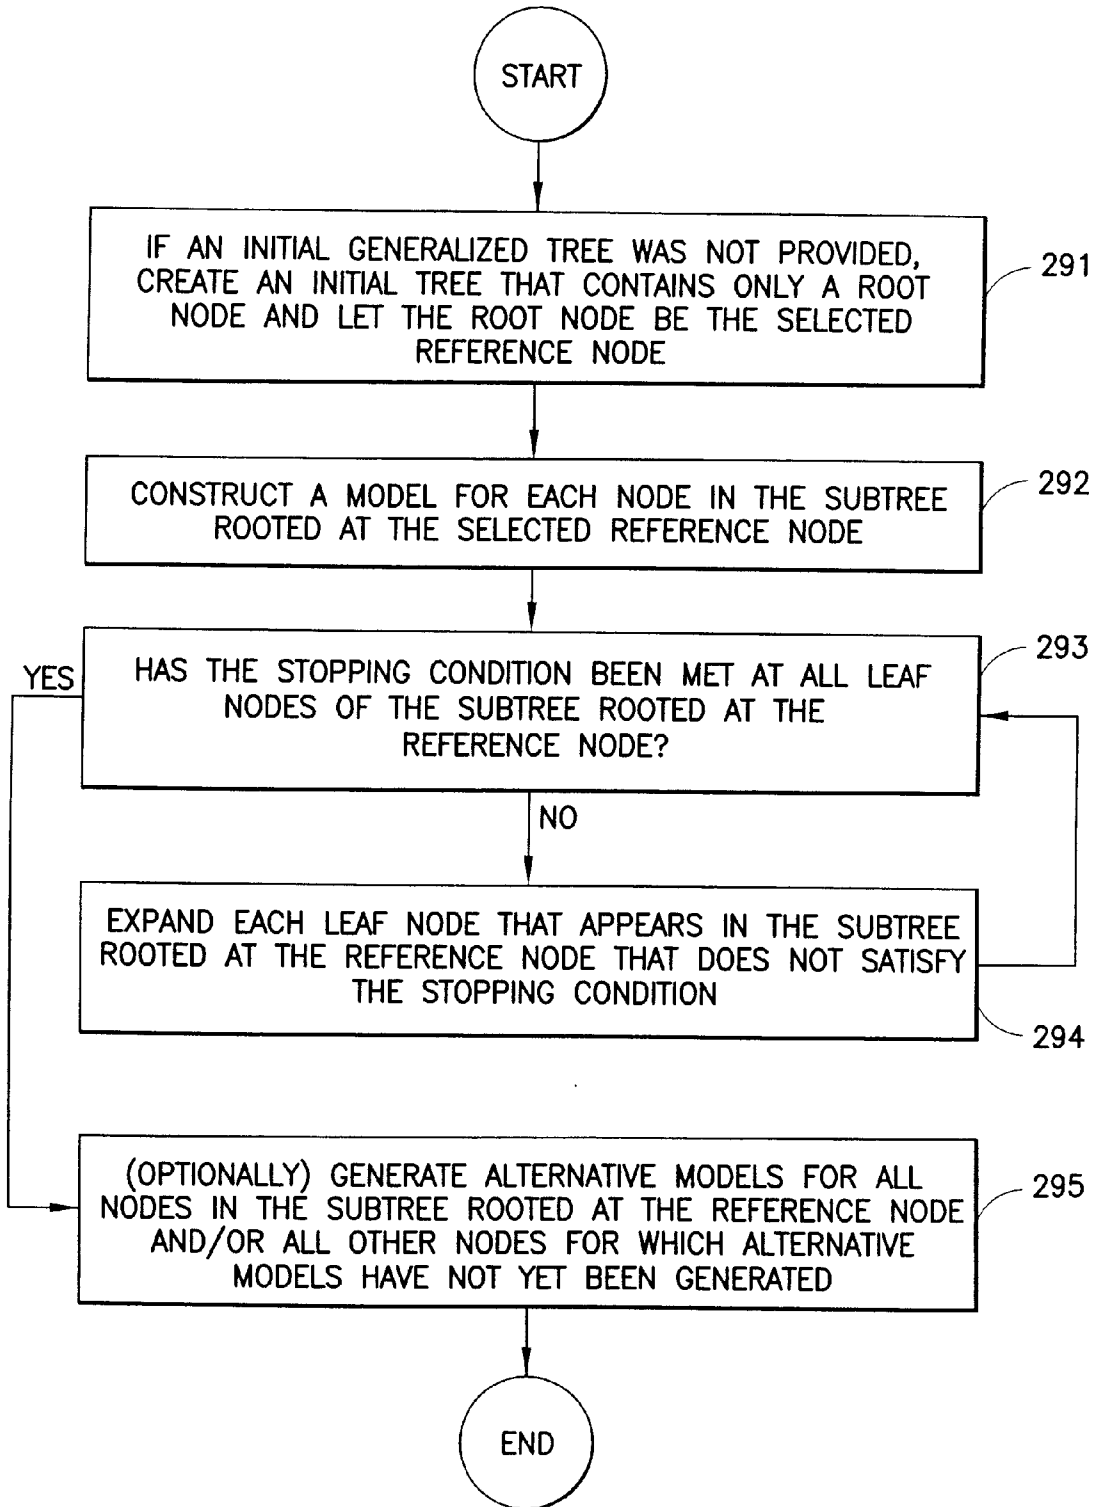 START
IF AN INITIAL GENERALIZED TREE WAS NOT PROVIDED,
CREATE AN INITIAL TREE THAT CONTAINS ONLY A ROOT
NODE AND LET THE ROOT NODE BE THE SELECTED
REFERENCE NODE
291
CONSTRUCT A MODEL FOR EACH NODE IN THE SUBTREE
ROOTED AT THE SELECTED REFERENCE NODE
292
HAS THE STOPPING CONDITION BEEN MET AT ALL LEAF
NODES OF THE SUBTREE ROOTED AT THE
REFERENCE NODE?
293
YES
NO
EXPAND EACH LEAF NODE THAT APPEARS IN THE SUBTREE
ROOTED AT THE REFERENCE NODE THAT DOES NOT SATISFY
THE STOPPING CONDITION
294
(OPTIONALLY) GENERATE ALTERNATIVE MODELS FOR ALL
NODES IN THE SUBTREE ROOTED AT THE REFERENCE NODE
AND/OR ALL OTHER NODES FOR WHICH ALTERNATIVE
MODELS HAVE NOT YET BEEN GENERATED
295
END